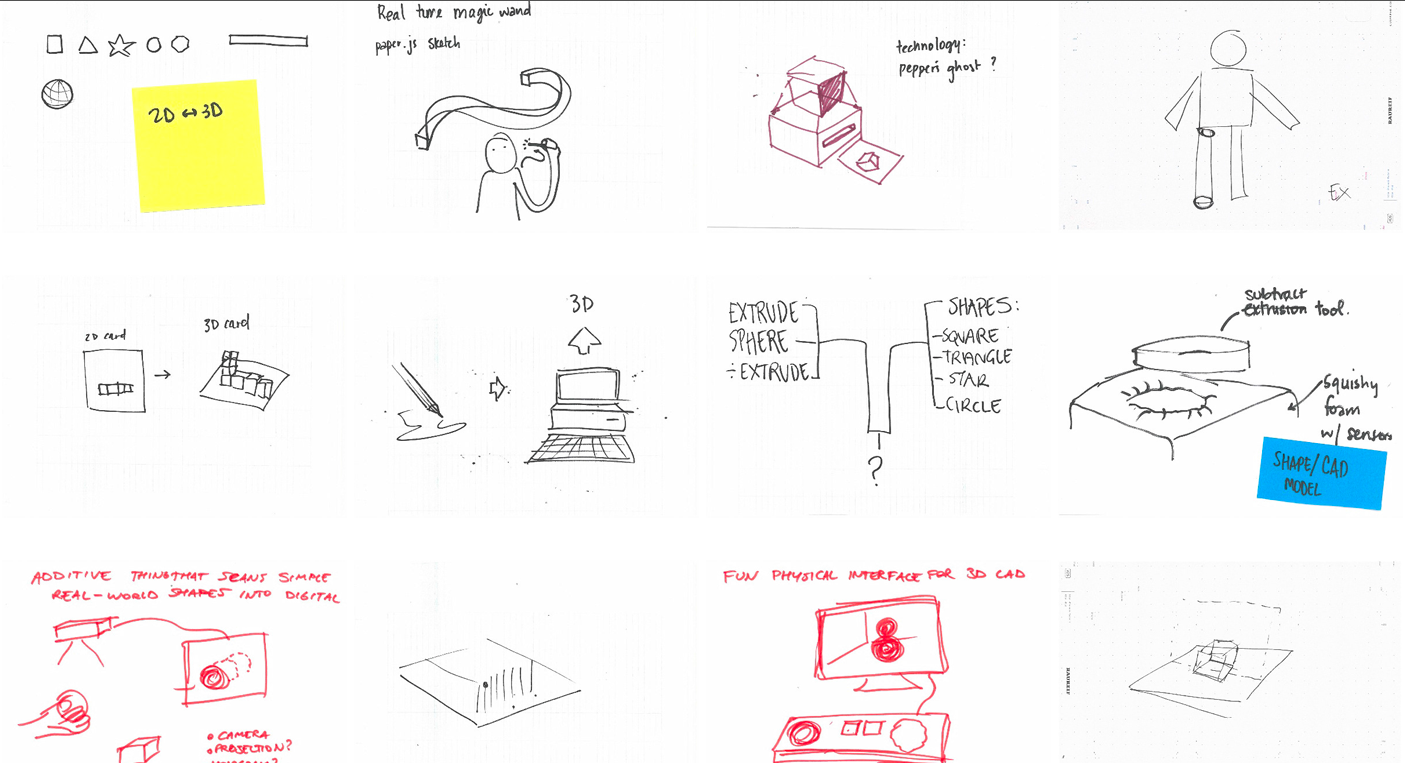 2D ↔ 3D
Real time magic wand
paper.js sketch
technology:
pepper's ghost ?
EX
RADREIF
2D card
3D card
3D
EXTRUDE
SPHERE
÷EXTRUDE
?
SHAPES:
-SQUARE
-TRIANGLE
-STAR
-CIRCLE
subtract
extrusion tool.
squishy
foam
w/ sensors
SHAPE/CAD
MODEL
ADDITIVE THING THAT SCANS SIMPLE
REAL-WORLD SHAPES INTO DIGITAL
• CAMERA
• PROJECTION?
FUN PHYSICAL INTERFACE FOR 3D CAD